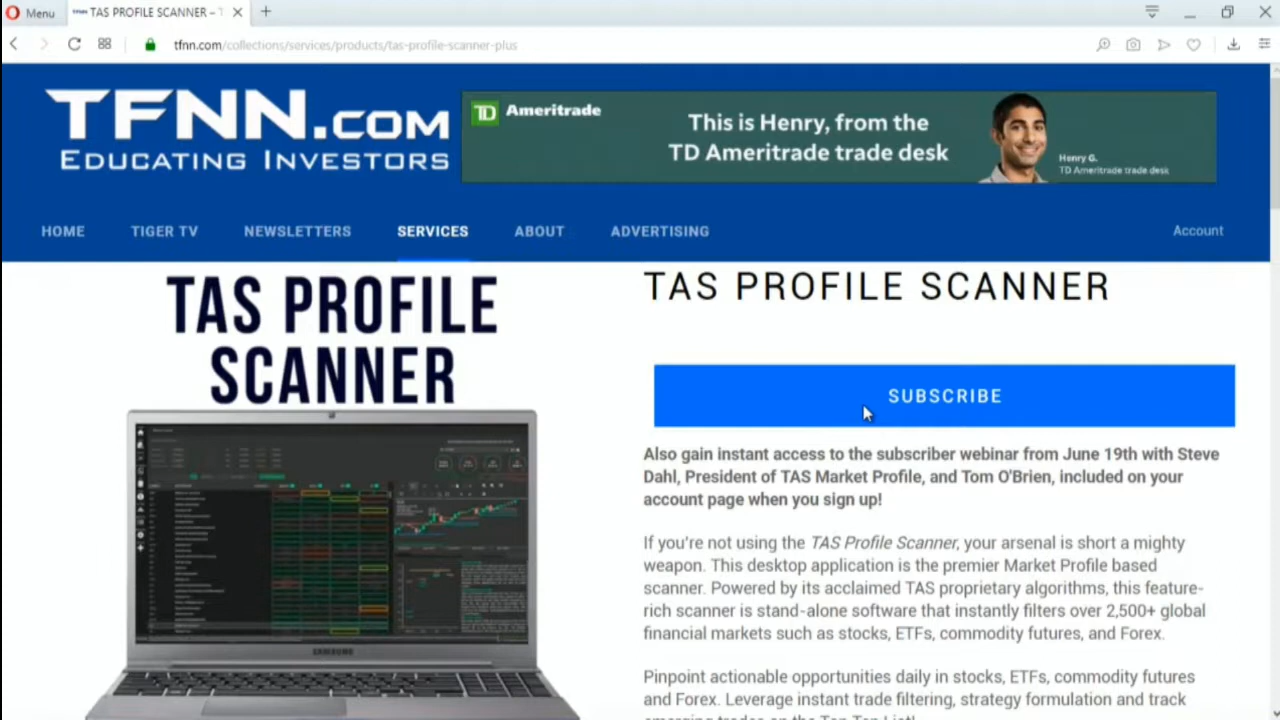 Menu
TAS PROFILE SCANNER –
tfnn.com/collections/services/products/tas-profile-scanner-plus
TFNN.COM
EDUCATING INVESTORS
TD Ameritrade
This is Henry, from the
TD Ameritrade trade desk
Henry G.
TD Ameritrade trade desk
HOME
TIGER TV
NEWSLETTERS
SERVICES
ABOUT
ADVERTISING
Account
TAS PROFILE
SCANNER
SAMSUNG
TAS PROFILE SCANNER
SUBSCRIBE
Also gain instant access to the subscriber webinar from June 19th with Steve
Dahl, President of TAS Market Profile, and Tom O'Brien, included on your
account page when you sign up!
If you're not using the TAS Profile Scanner, your arsenal is short a mighty
weapon. This desktop application is the premier Market Profile based
scanner. Powered by its acclaimed TAS proprietary algorithms, this feature-
rich scanner is stand-alone software that instantly filters over 2,500+ global
financial markets such as stocks, ETFs, commodity futures, and Forex.
Pinpoint actionable opportunities daily in stocks, ETFs, commodity futures
and Forex. Leverage instant trade filtering, strategy formulation and track
emerging trades on the Top Ten List!